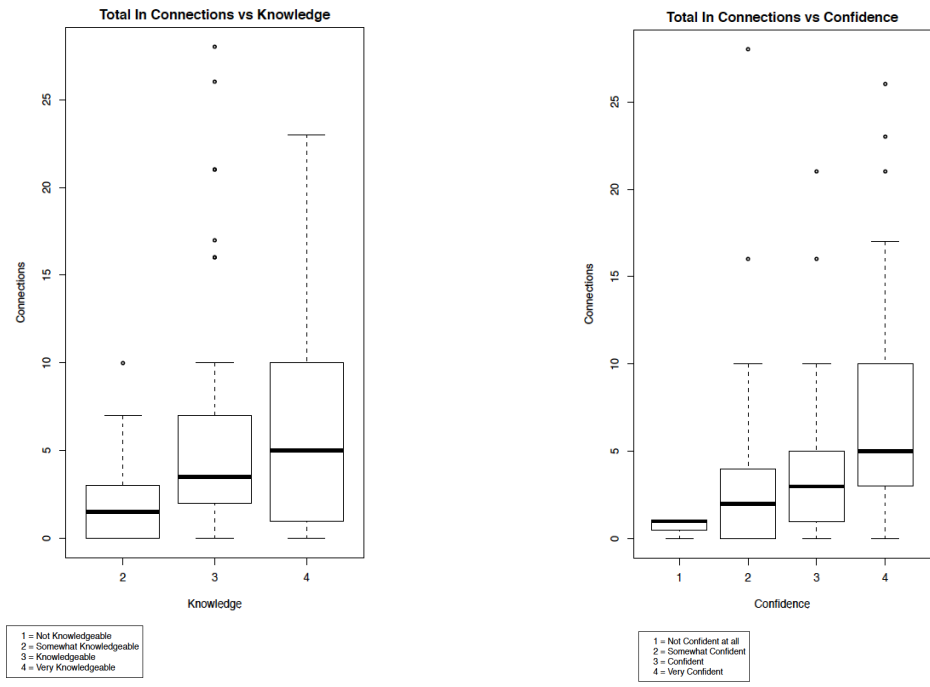 Total In Connections vs Knowledge
25
20
15
10
5
0
Connections
2 3 4
Knowledge
1 = Not Knowledgeable
2 = Somewhat Knowledgeable
3 = Knowledgeable
4 = Very Knowledgeable
Total In Connections vs Confidence
25
20
15
10
5
0
Connections
1 2 3 4
Confidence
1 = Not Confident at all
2 = Somewhat Confident
3 = Confident
4 = Very Confident